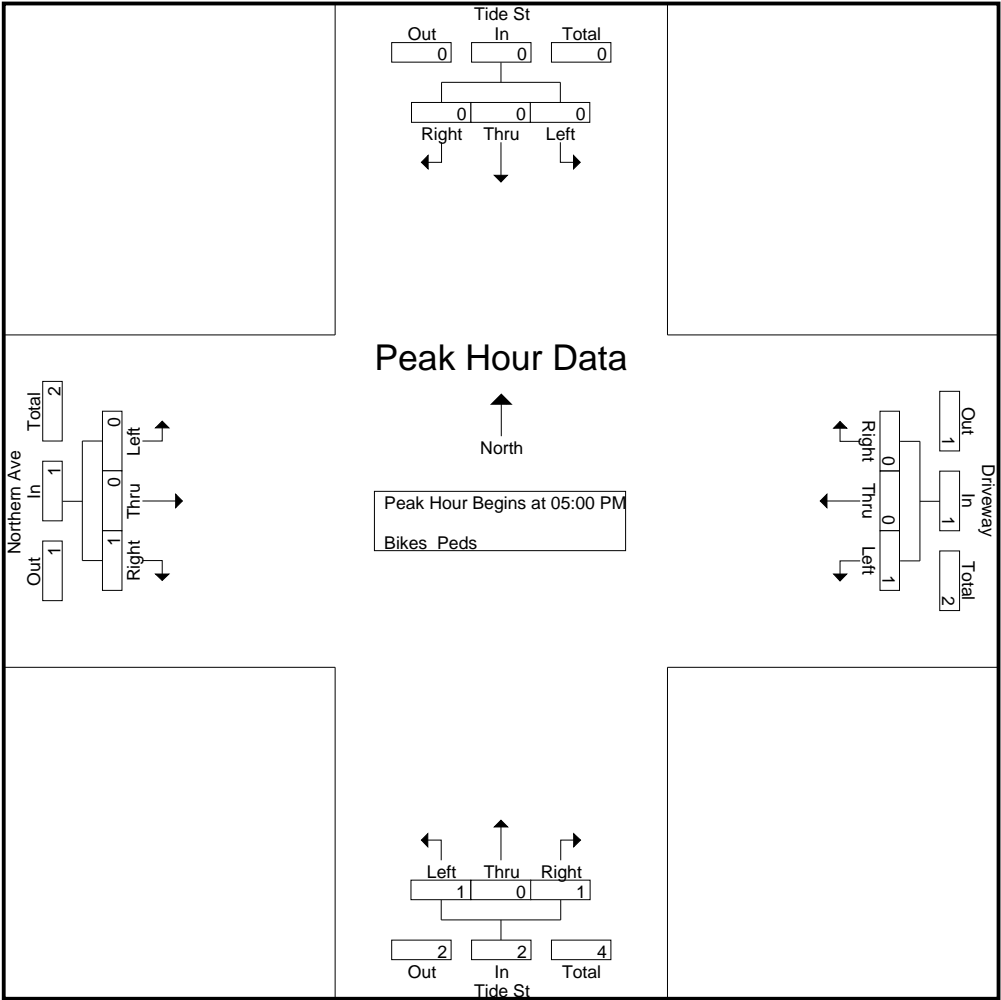 Tide St
Out In Total
0 0 0
0 0 0
Right Thru Left
Peak Hour Data
North
Peak Hour Begins at 05:00 PM
Bikes Peds
Northern Ave
Out In Total
1 1 2
Left Thru Right
0 0 1
Driveway
Out In Total
1 1 2
Right Thru Left
0 0 1
Left Thru Right
1 0 1
2 2 4
Out In Total
Tide St